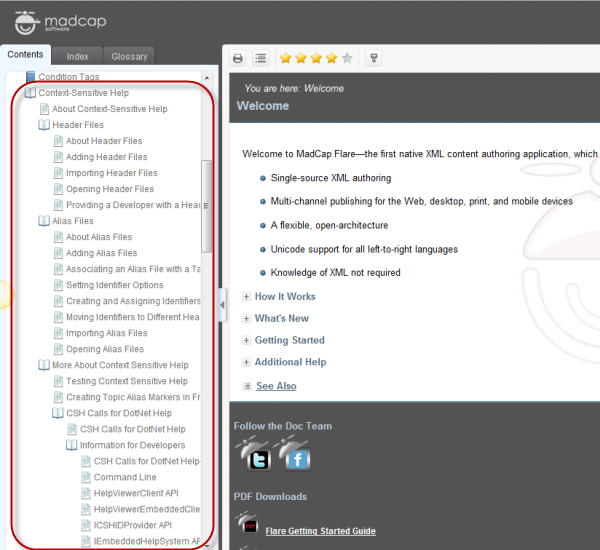 madcap
software
Contents
Index
Glossary
Condition Tags
Context-Sensitive Help
About Context-Sensitive Help
Header Files
About Header Files
Adding Header Files
Importing Header Files
Opening Header Files
Providing a Developer with a Head
Alias Files
About Alias Files
Adding Alias Files
Associating an Alias File with a Ta
Setting Identifier Options
Creating and Assigning Identifiers
Moving Identifiers to Different Hea
Importing Alias Files
Opening Alias Files
More About Context Sensitive Help
Testing Context Sensitive Help
Creating Topic Alias Markers in Fr
CSH Calls for DotNet Help
CSH Calls for DotNet Help
Information for Developers
CSH Calls for DotNet Help
Command Line
HelpViewerClient API
HelpViewerEmbeddedClie
ICSHIDProvider API
IEmbeddedHelpSystem AP
You are here: Welcome
Welcome
Welcome to MadCap Flare—the first native XML content authoring application, which
Single-source XML authoring
Multi-channel publishing for the Web, desktop, print, and mobile devices
A flexible, open-architecture
Unicode support for all left-to-right languages
Knowledge of XML not required
How It Works
What's New
Getting Started
Additional Help
See Also
Follow the Doc Team
t
f
PDF Downloads
PDF
Flare Getting Started Guide